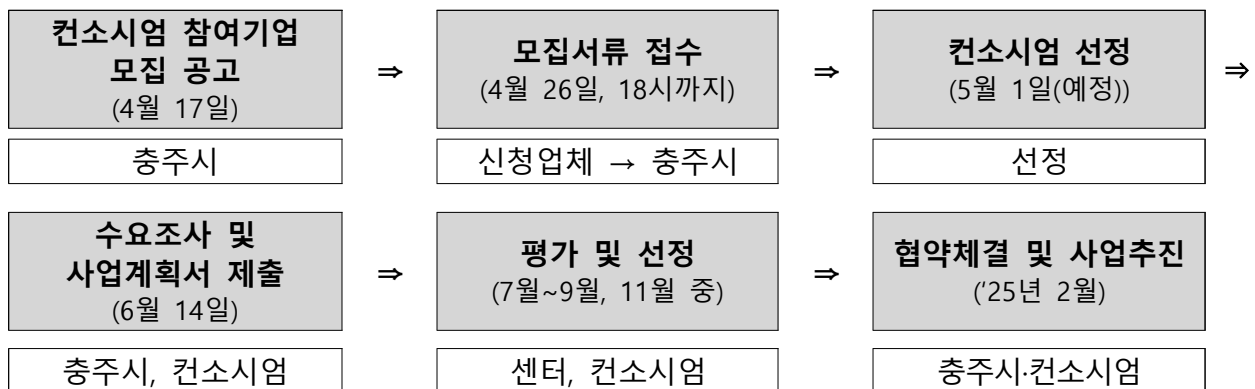 컨소시엄 참여기업
모집 공고
(4월 17일)
⇒
모집서류 접수
(4월 26일, 18시까지)
⇒
컨소시엄 선정
(5월 1일(예정))
⇒
충주시
신청업체 → 충주시
선정
수요조사 및
사업계획서 제출
(6월 14일)
⇒
평가 및 선정
(7월~9월, 11월 중)
⇒
협약체결 및 사업추진
(‘25년 2월)
충주시, 컨소시엄
센터, 컨소시엄
충주시·컨소시엄